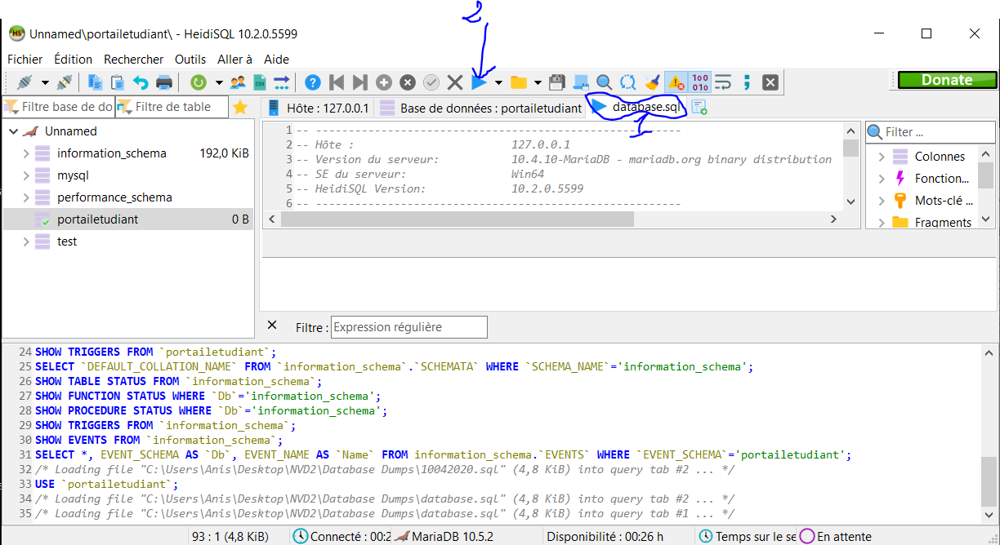 2
Unnamed\portailetudiant\ - HeidiSQL 10.2.0.5599
Fichier Édition Rechercher Outils Aller à Aide
Donate
Filtre base de do Filtre de table
Hôte : 127.0.0.1 Base de données : portailetudiant database.sql
1
Unnamed
information_schema 192,0 KiB
mysql
performance_schema
portailetudiant 0 B
test
1 -- ----------------------------------------------------------
2 -- Hôte : 127.0.0.1
3 -- Version du serveur: 10.4.10-MariaDB - mariadb.org binary distribution
4 -- SE du serveur: Win64
5 -- HeidiSQL Version: 10.2.0.5599
6 -- ----------------------------------------------------------
Filter ...
Colonnes
Fonction...
Mots-clé ...
Fragments
Filtre : Expression régulière
24 SHOW TRIGGERS FROM `portailetudiant`;
25 SELECT `DEFAULT_COLLATION_NAME` FROM `information_schema`.`SCHEMATA` WHERE `SCHEMA_NAME`='information_schema';
26 SHOW TABLE STATUS FROM `information_schema`;
27 SHOW FUNCTION STATUS WHERE `Db`='information_schema';
28 SHOW PROCEDURE STATUS WHERE `Db`='information_schema';
29 SHOW TRIGGERS FROM `information_schema`;
30 SHOW EVENTS FROM `information_schema`;
31 SELECT *, EVENT_SCHEMA AS `Db`, EVENT_NAME AS `Name` FROM information_schema.`EVENTS` WHERE `EVENT_SCHEMA`='portailetudiant';
32 /* Loading file "C:\Users\Anis\Desktop\NVD2\Database Dumps\10042020.sql" (4,8 KiB) into query tab #2 ... */
33 USE `portailetudiant`;
34 /* Loading file "C:\Users\Anis\Desktop\NVD2\Database Dumps\database.sql" (4,8 KiB) into query tab #2 ... */
35 /* Loading file "C:\Users\Anis\Desktop\NVD2\Database Dumps\database.sql" (4,8 KiB) into query tab #1 ... */
93 : 1 (4,8 KiB) Connecté : 00:2 MariaDB 10.5.2 Disponibilité : 00:26 h Temps sur le se En attente